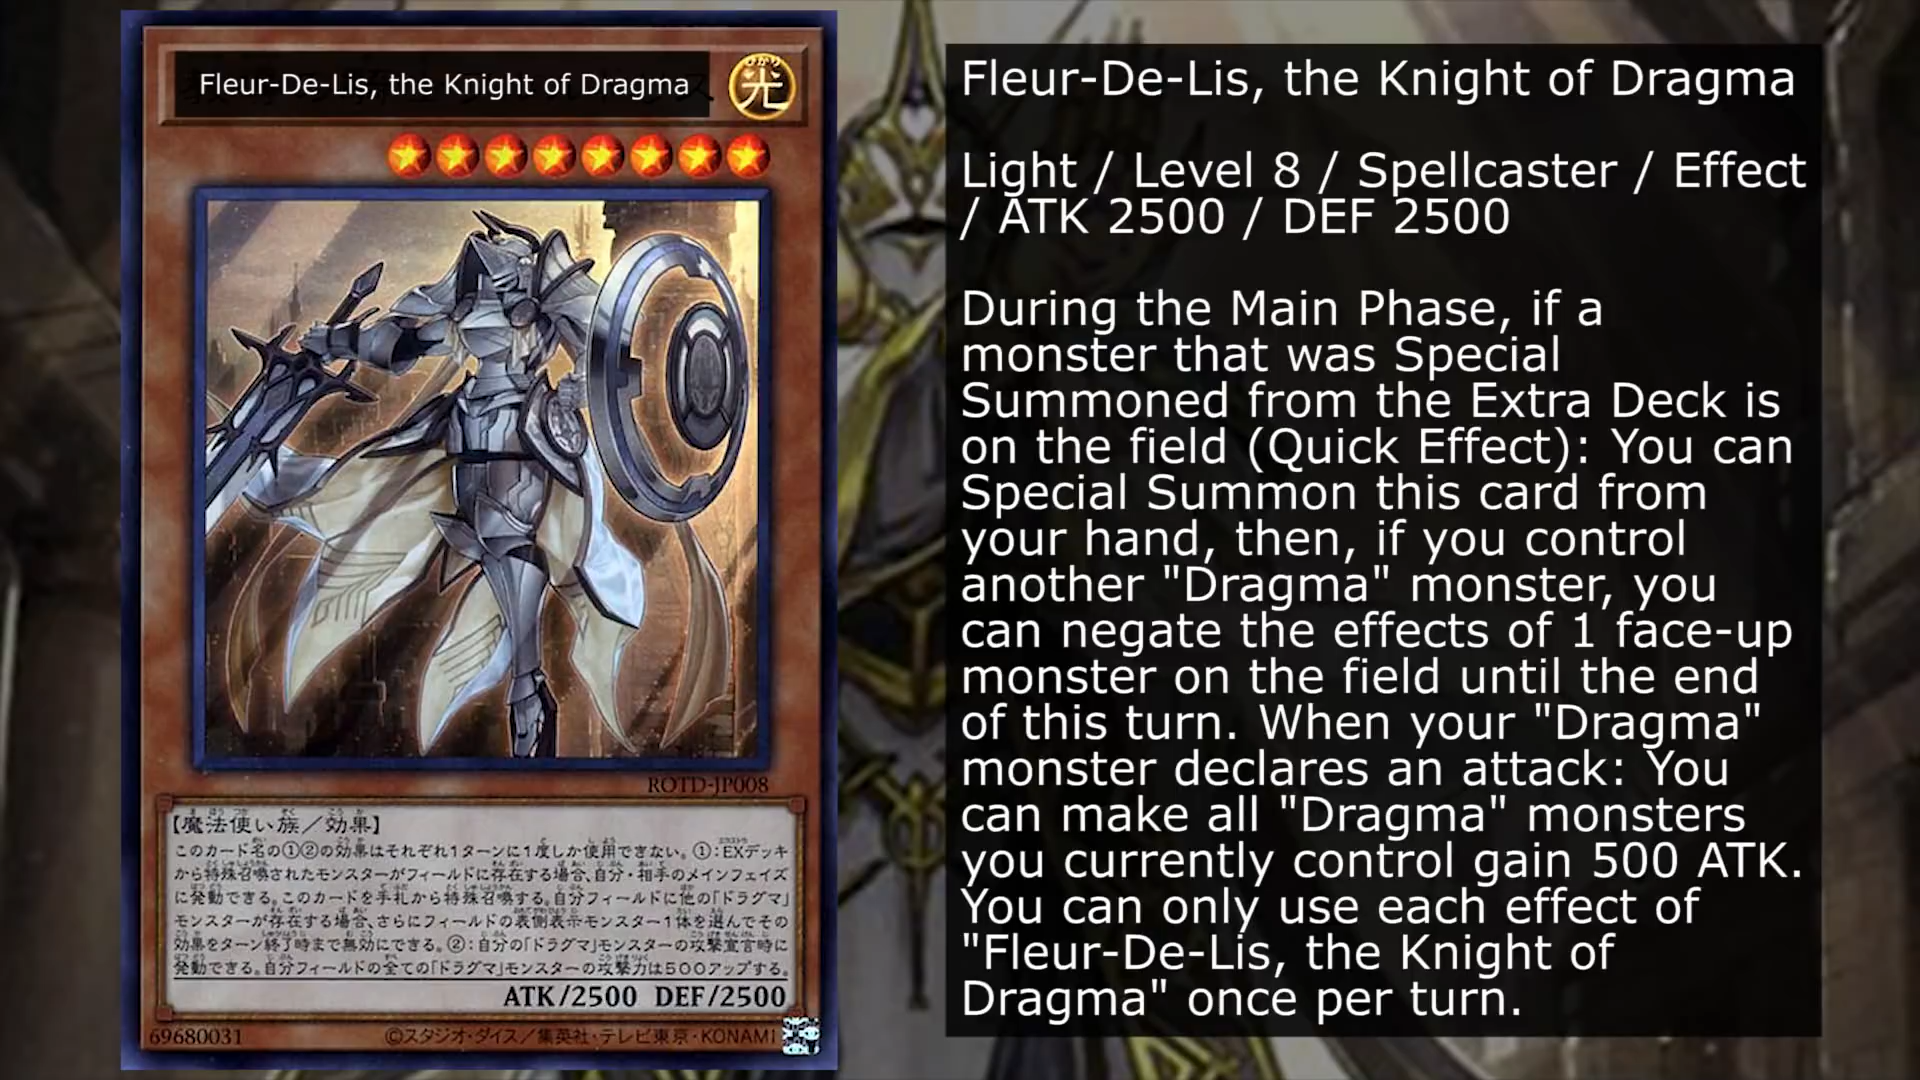 Fleur-De-Lis, the Knight of Dragma
光
ROTD-JP008
【魔法使い族／効果】
このカード名の①②の効果はそれぞれ1ターンに1度しか使用できない。①：EXデッキ
から特殊召喚されたモンスターがフィールドに存在する場合、自分・相手のメインフェイズ
に発動できる。このカードを手札から特殊召喚する。自分フィールドに他の「ドラグマ」
モンスターが存在する場合、さらにフィールドの表側表示モンスター1体を選んでその
効果をターン終了時まで無効にできる。②：自分の「ドラグマ」モンスターの攻撃宣言時に
発動できる。自分フィールドの全ての「ドラグマ」モンスターの攻撃力は500アップする。
ATK/2500 DEF/2500
69680031
©スタジオ・ダイス／集英社・テレビ東京・KONAMI
Fleur-De-Lis, the Knight of Dragma
Light / Level 8 / Spellcaster / Effect
/ ATK 2500 / DEF 2500
During the Main Phase, if a
monster that was Special
Summoned from the Extra Deck is
on the field (Quick Effect): You can
Special Summon this card from
your hand, then, if you control
another "Dragma" monster, you
can negate the effects of 1 face-up
monster on the field until the end
of this turn. When your "Dragma"
monster declares an attack: You
can make all "Dragma" monsters
you currently control gain 500 ATK.
You can only use each effect of
"Fleur-De-Lis, the Knight of
Dragma" once per turn.